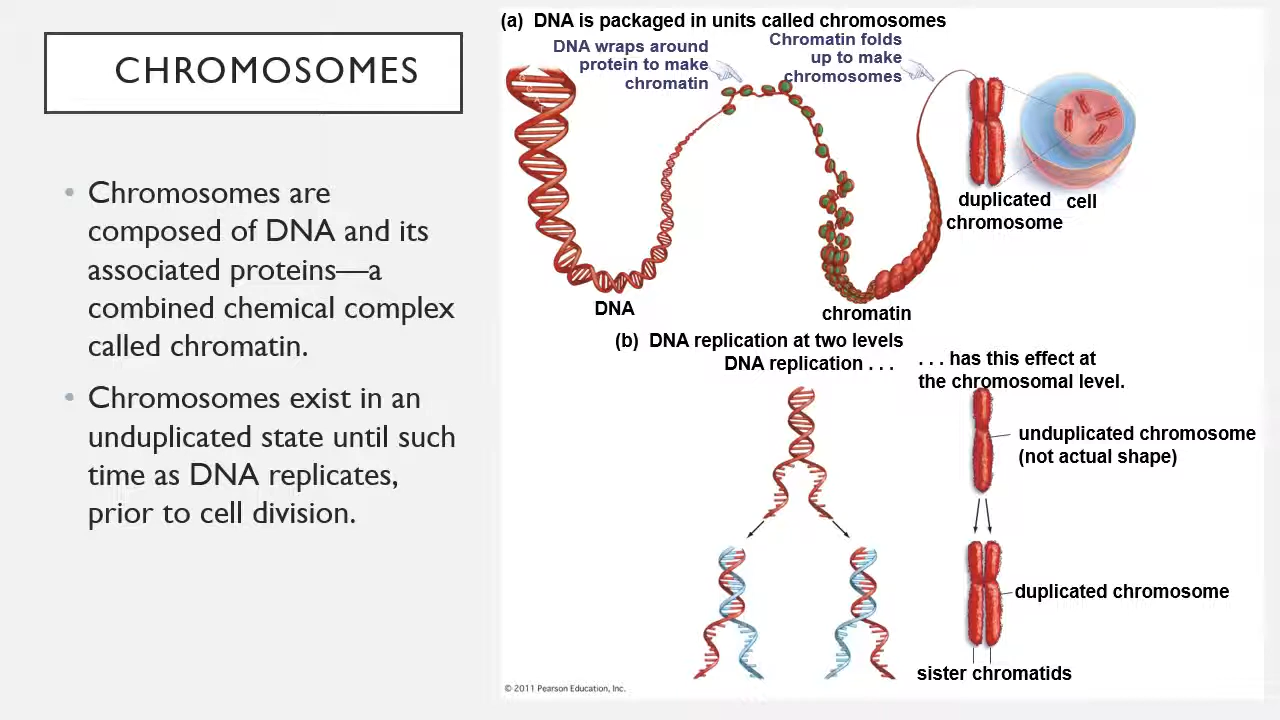 CHROMOSOMES
• Chromosomes are
composed of DNA and its
associated proteins—a
combined chemical complex
called chromatin.
• Chromosomes exist in an
unduplicated state until such
time as DNA replicates,
prior to cell division.
(a) DNA is packaged in units called chromosomes
DNA wraps around
protein to make
chromatin
Chromatin folds
up to make
chromosomes
DNA
chromatin
duplicated
chromosome
cell
(b) DNA replication at two levels
DNA replication . . .
. . . has this effect at
the chromosomal level.
unduplicated chromosome
(not actual shape)
duplicated chromosome
sister chromatids
© 2011 Pearson Education, Inc.